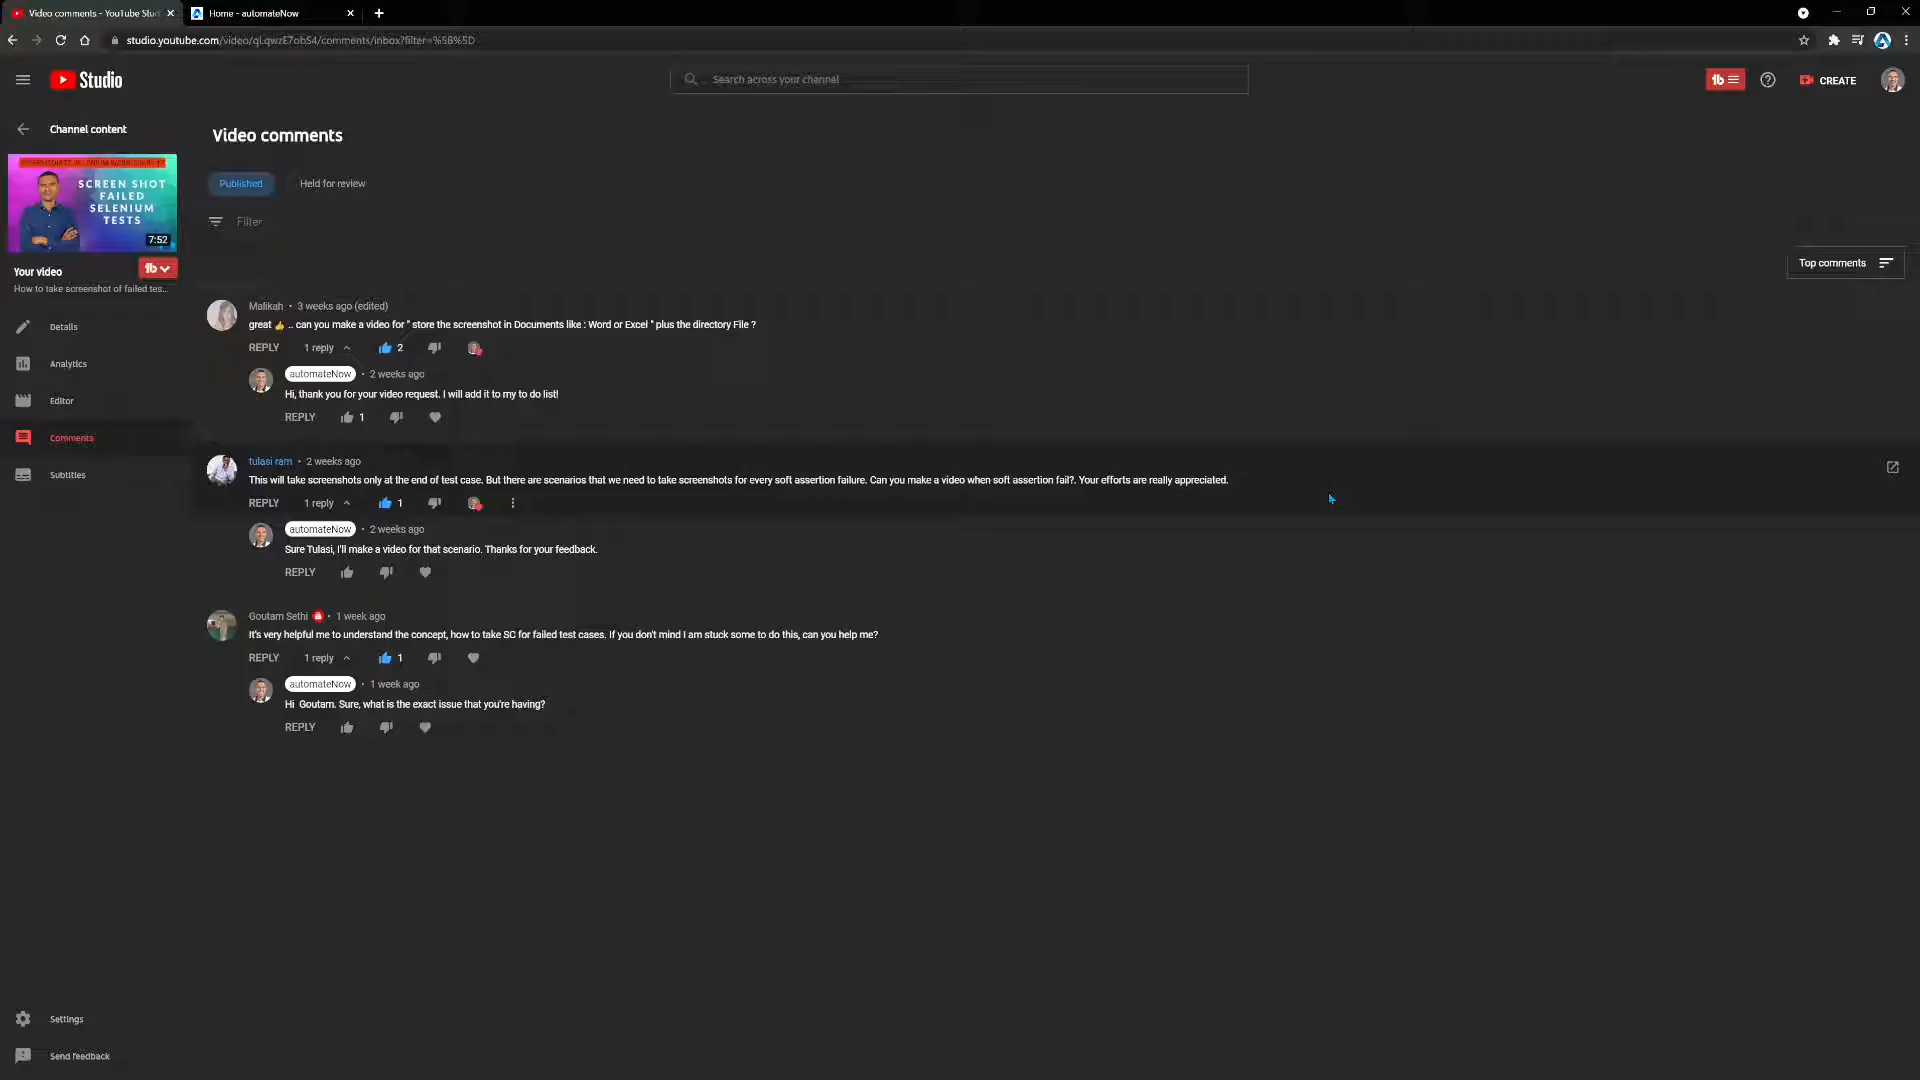 Video comments - YouTube Stu
Home - automateNow
studio.youtube.com/video/qLqwzE7obS4/comments/inbox?filter=%5B%5D
Studio
Search across your channel
CREATE
Channel content
Video comments
SCREEN SHOT
FAILED
SELENIUM
TESTS
7:52
Published
Held for review
Filter
Your video
How to take screenshot of failed tes...
Top comments
Details
Analytics
Editor
Comments
Subtitles
Malikah • 3 weeks ago (edited)
great 👍 .. can you make a video for " store the screenshot in Documents like : Word or Excel " plus the directory File ?
REPLY 1 reply 2
automateNow • 2 weeks ago
Hi, thank you for your video request. I will add it to my to do list!
REPLY 1
tulasi ram • 2 weeks ago
This will take screenshots only at the end of test case. But there are scenarios that we need to take screenshots for every soft assertion failure. Can you make a video when soft assertion fail?. Your efforts are really appreciated.
REPLY 1 reply 1
automateNow • 2 weeks ago
Sure Tulasi, I'll make a video for that scenario. Thanks for your feedback.
REPLY
Goutam Sethi • 1 week ago
It's very helpful me to understand the concept, how to take SC for failed test cases. If you don't mind I am stuck some to do this, can you help me?
REPLY 1 reply 1
automateNow • 1 week ago
Hi Goutam. Sure, what is the exact issue that you're having?
REPLY
Settings
Send feedback